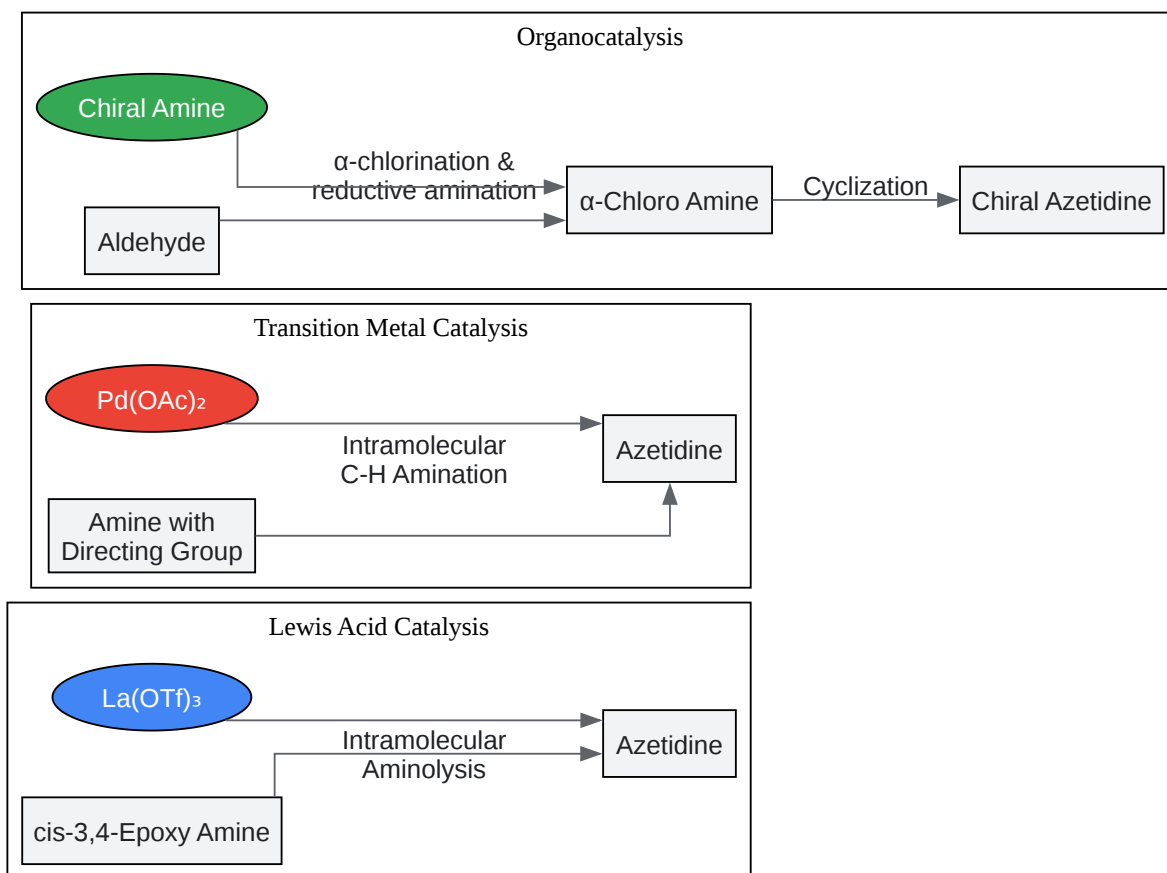 Organocatalysis
Chiral Amine
α-chlorination &
reductive amination
Aldehyde
α-Chloro Amine
Cyclization
Chiral Azetidine
Transition Metal Catalysis
Pd(OAc)₂
Intramolecular
C-H Amination
Azetidine
Amine with
Directing Group
Lewis Acid Catalysis
La(OTf)₃
Intramolecular
Aminolysis
Azetidine
cis-3,4-Epoxy Amine